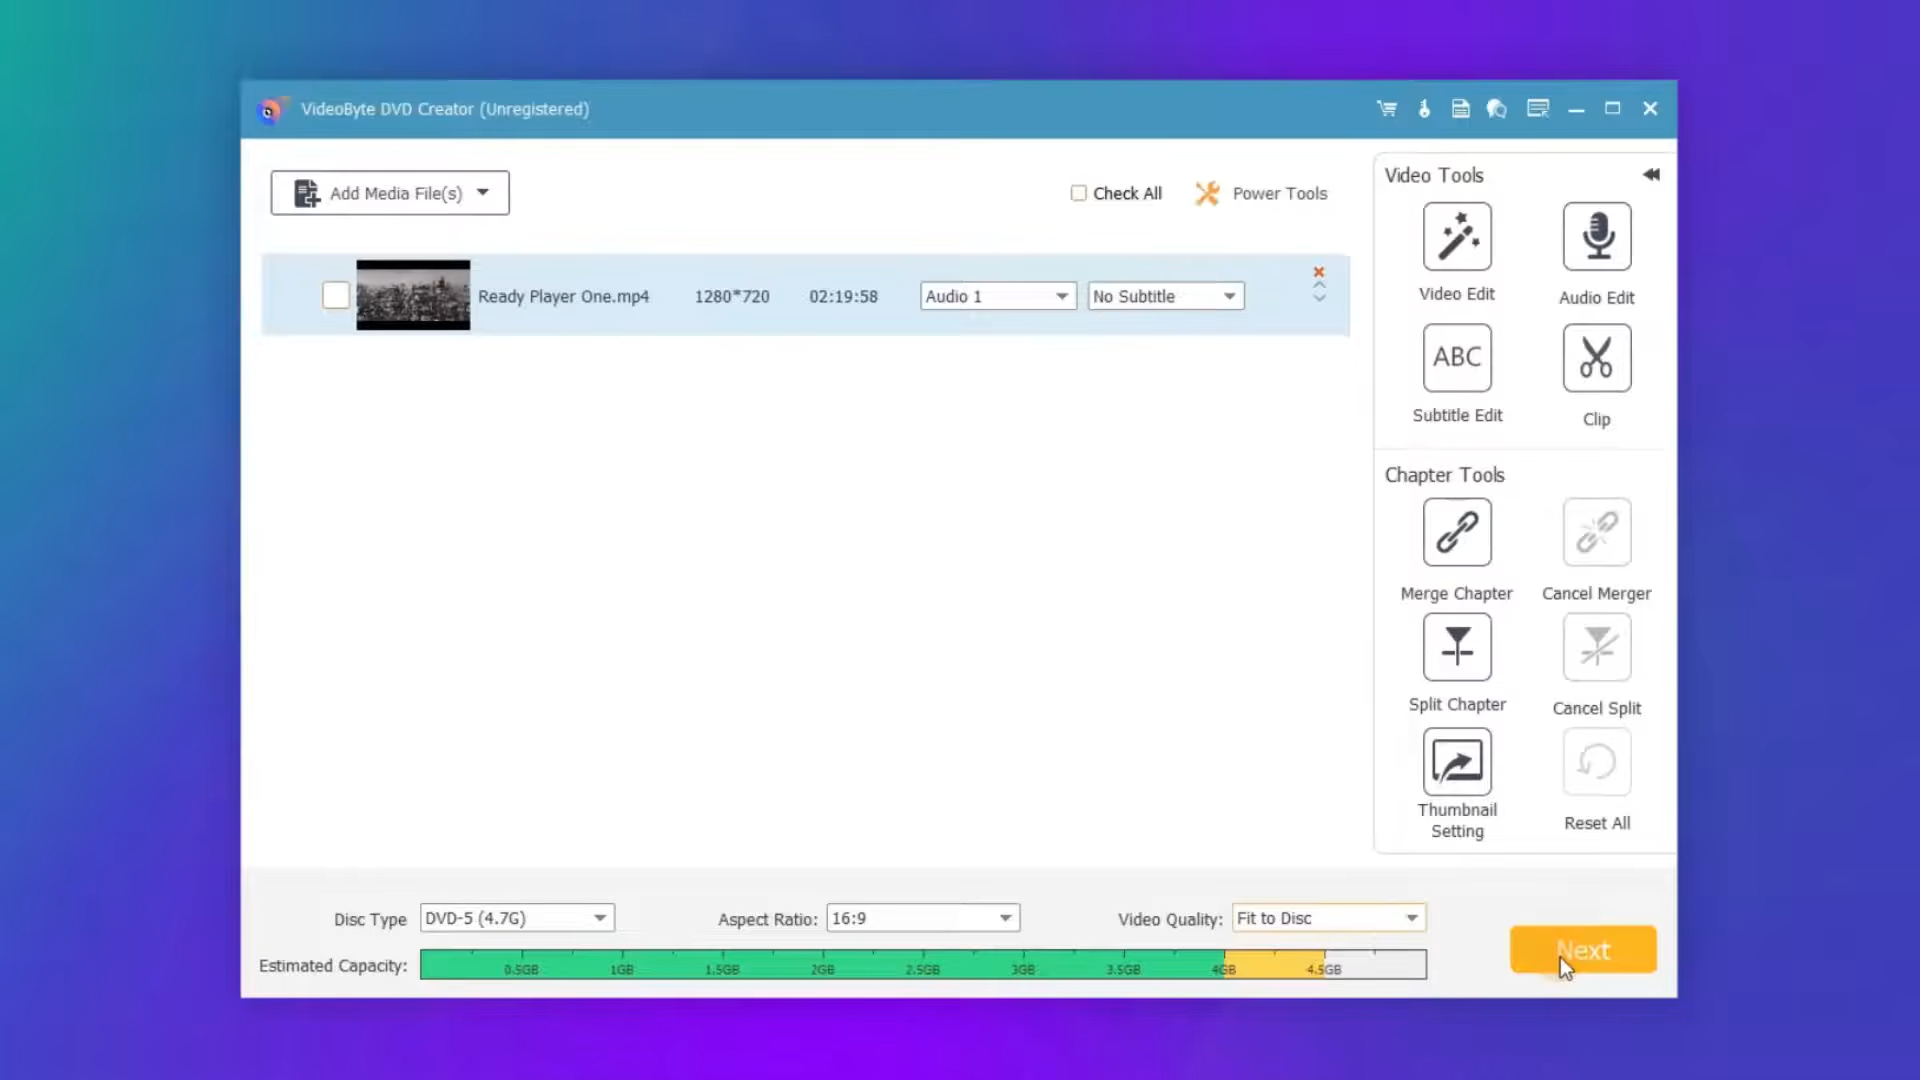 VideoByte DVD Creator (Unregistered)
Add Media File(s)
Check All
Power Tools
Ready Player One.mp4
1280*720
02:19:58
Audio 1
No Subtitle
Video Tools
Video Edit
Audio Edit
ABC
Subtitle Edit
Clip
Chapter Tools
Merge Chapter
Cancel Merger
Split Chapter
Cancel Split
Thumbnail
Setting
Reset All
Disc Type
DVD-5 (4.7G)
Aspect Ratio:
16:9
Video Quality:
Fit to Disc
Estimated Capacity:
0.5GB
1GB
1.5GB
2GB
2.5GB
3GB
3.5GB
4GB
4.5GB
Next